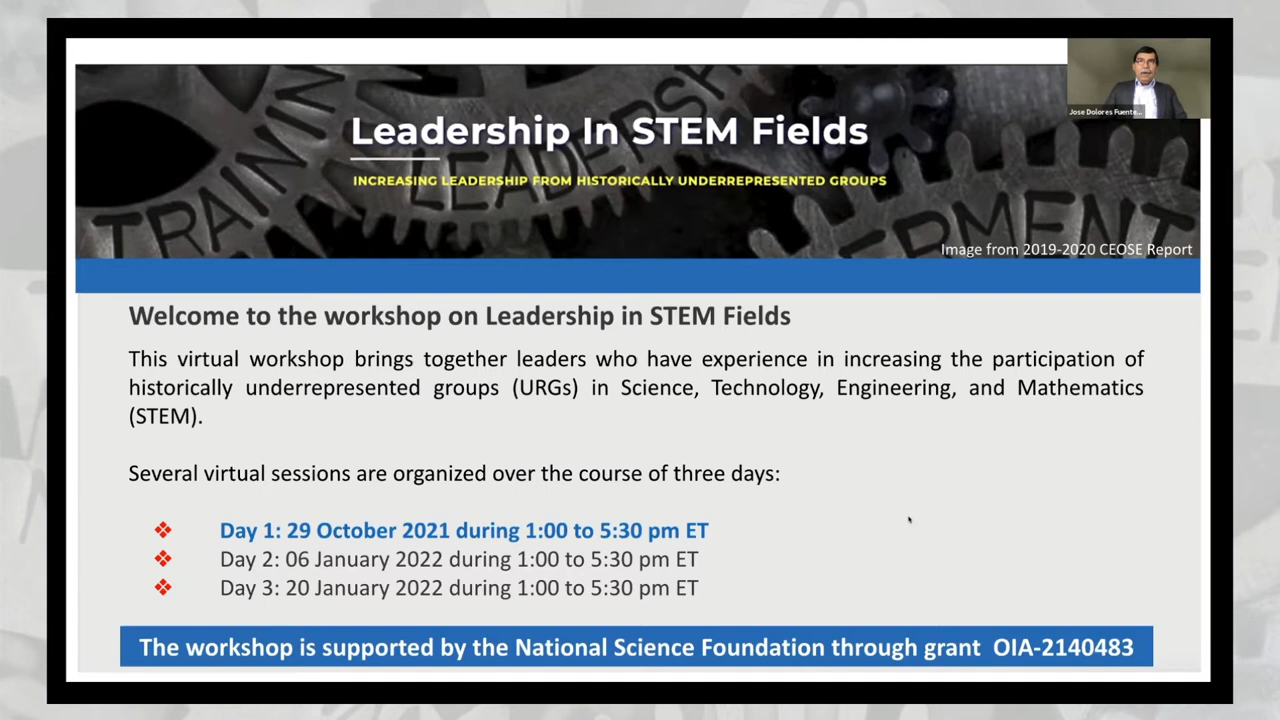 Jose Dolores Fuente...
TRAINING
LEADERSHIP
Leadership In STEM Fields
INCREASING LEADERSHIP FROM HISTORICALLY UNDERREPRESENTED GROUPS
Image from 2019-2020 CEOSE Report
Welcome to the workshop on Leadership in STEM Fields
This virtual workshop brings together leaders who have experience in increasing the participation of
historically underrepresented groups (URGs) in Science, Technology, Engineering, and Mathematics
(STEM).
Several virtual sessions are organized over the course of three days:
❖ Day 1: 29 October 2021 during 1:00 to 5:30 pm ET
❖ Day 2: 06 January 2022 during 1:00 to 5:30 pm ET
❖ Day 3: 20 January 2022 during 1:00 to 5:30 pm ET
The workshop is supported by the National Science Foundation through grant OIA-2140483